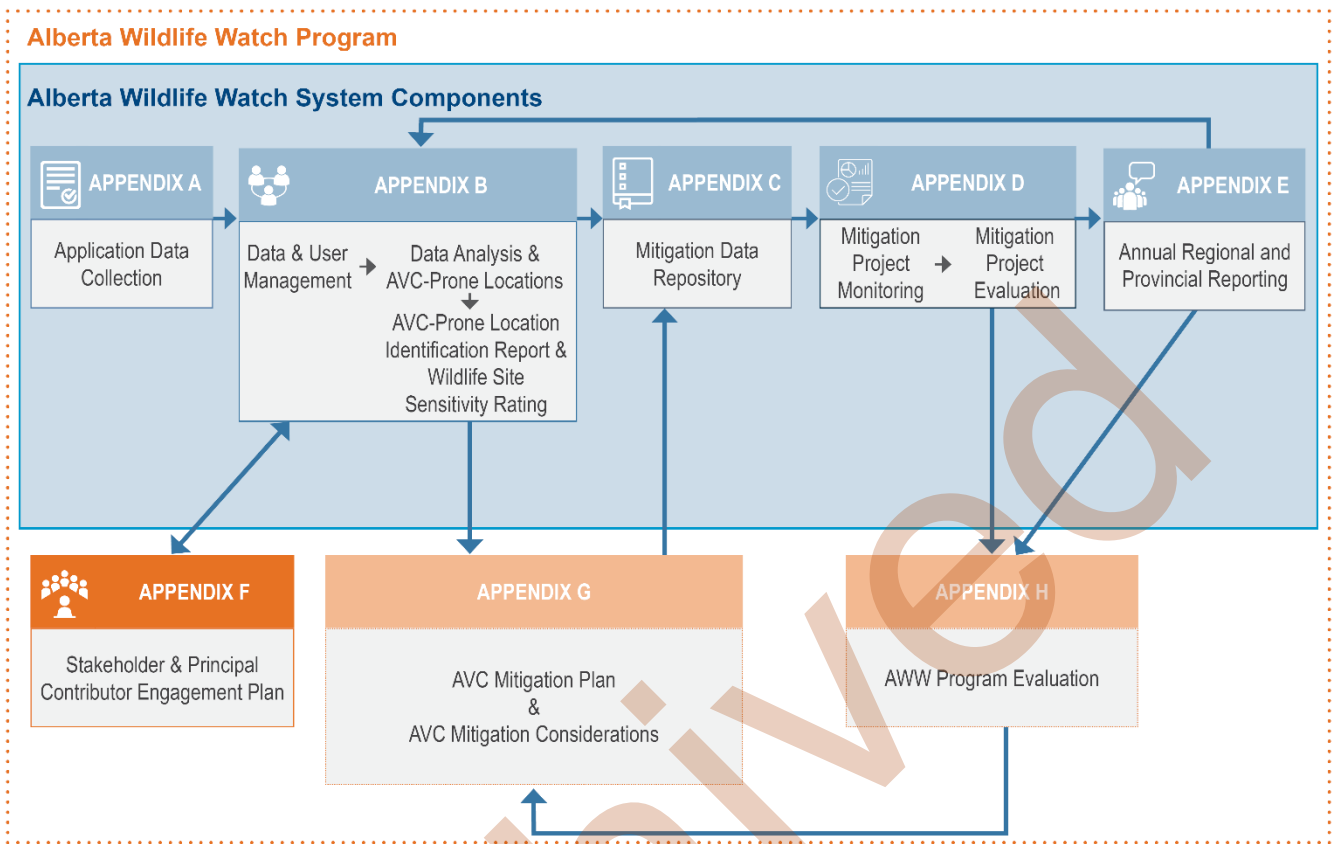 Alberta Wildlife Watch Program
Alberta Wildlife Watch System Components
APPENDIX A
Application Data
Collection
APPENDIX B
Data & User
Management
Data Analysis &
AVC-Prone Locations
AVC-Prone Location
Identification Report &
Wildlife Site
Sensitivity Rating
APPENDIX C
Mitigation Data
Repository
APPENDIX D
Mitigation
Project
Monitoring
Mitigation
Project
Evaluation
APPENDIX E
Annual Regional and
Provincial Reporting
APPENDIX F
Stakeholder & Principal
Contributor Engagement Plan
APPENDIX G
AVC Mitigation Plan
&
AVC Mitigation Considerations
APPENDIX H
AWW Program Evaluation